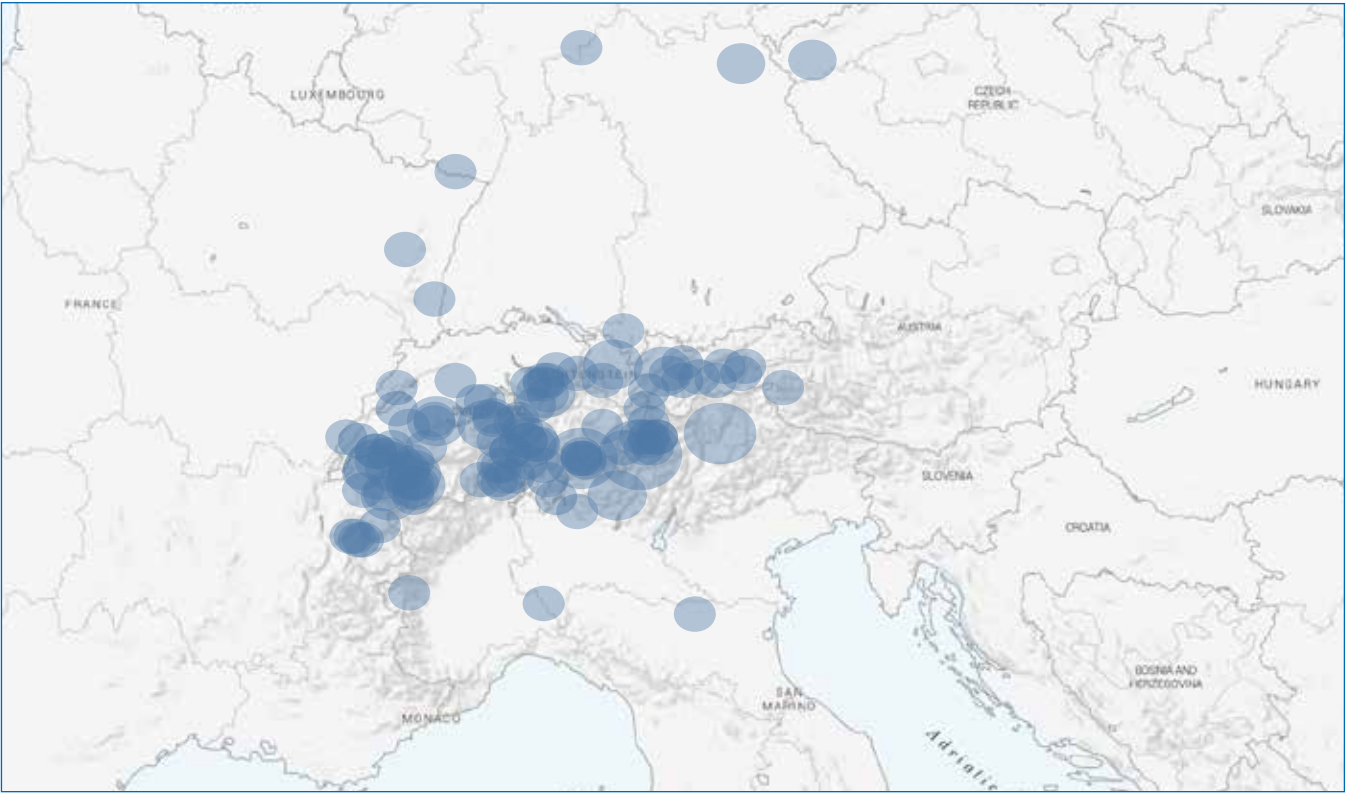 LUXEMBOURG
CZECH
REPUBLIC
SLOVAKIA
FRANCE
AUSTRIA
HUNGARY
SLOVENIA
CROATIA
BOSNIA AND
HERZEGOVINA
SAN
MARINO
MONACO
Adriatic